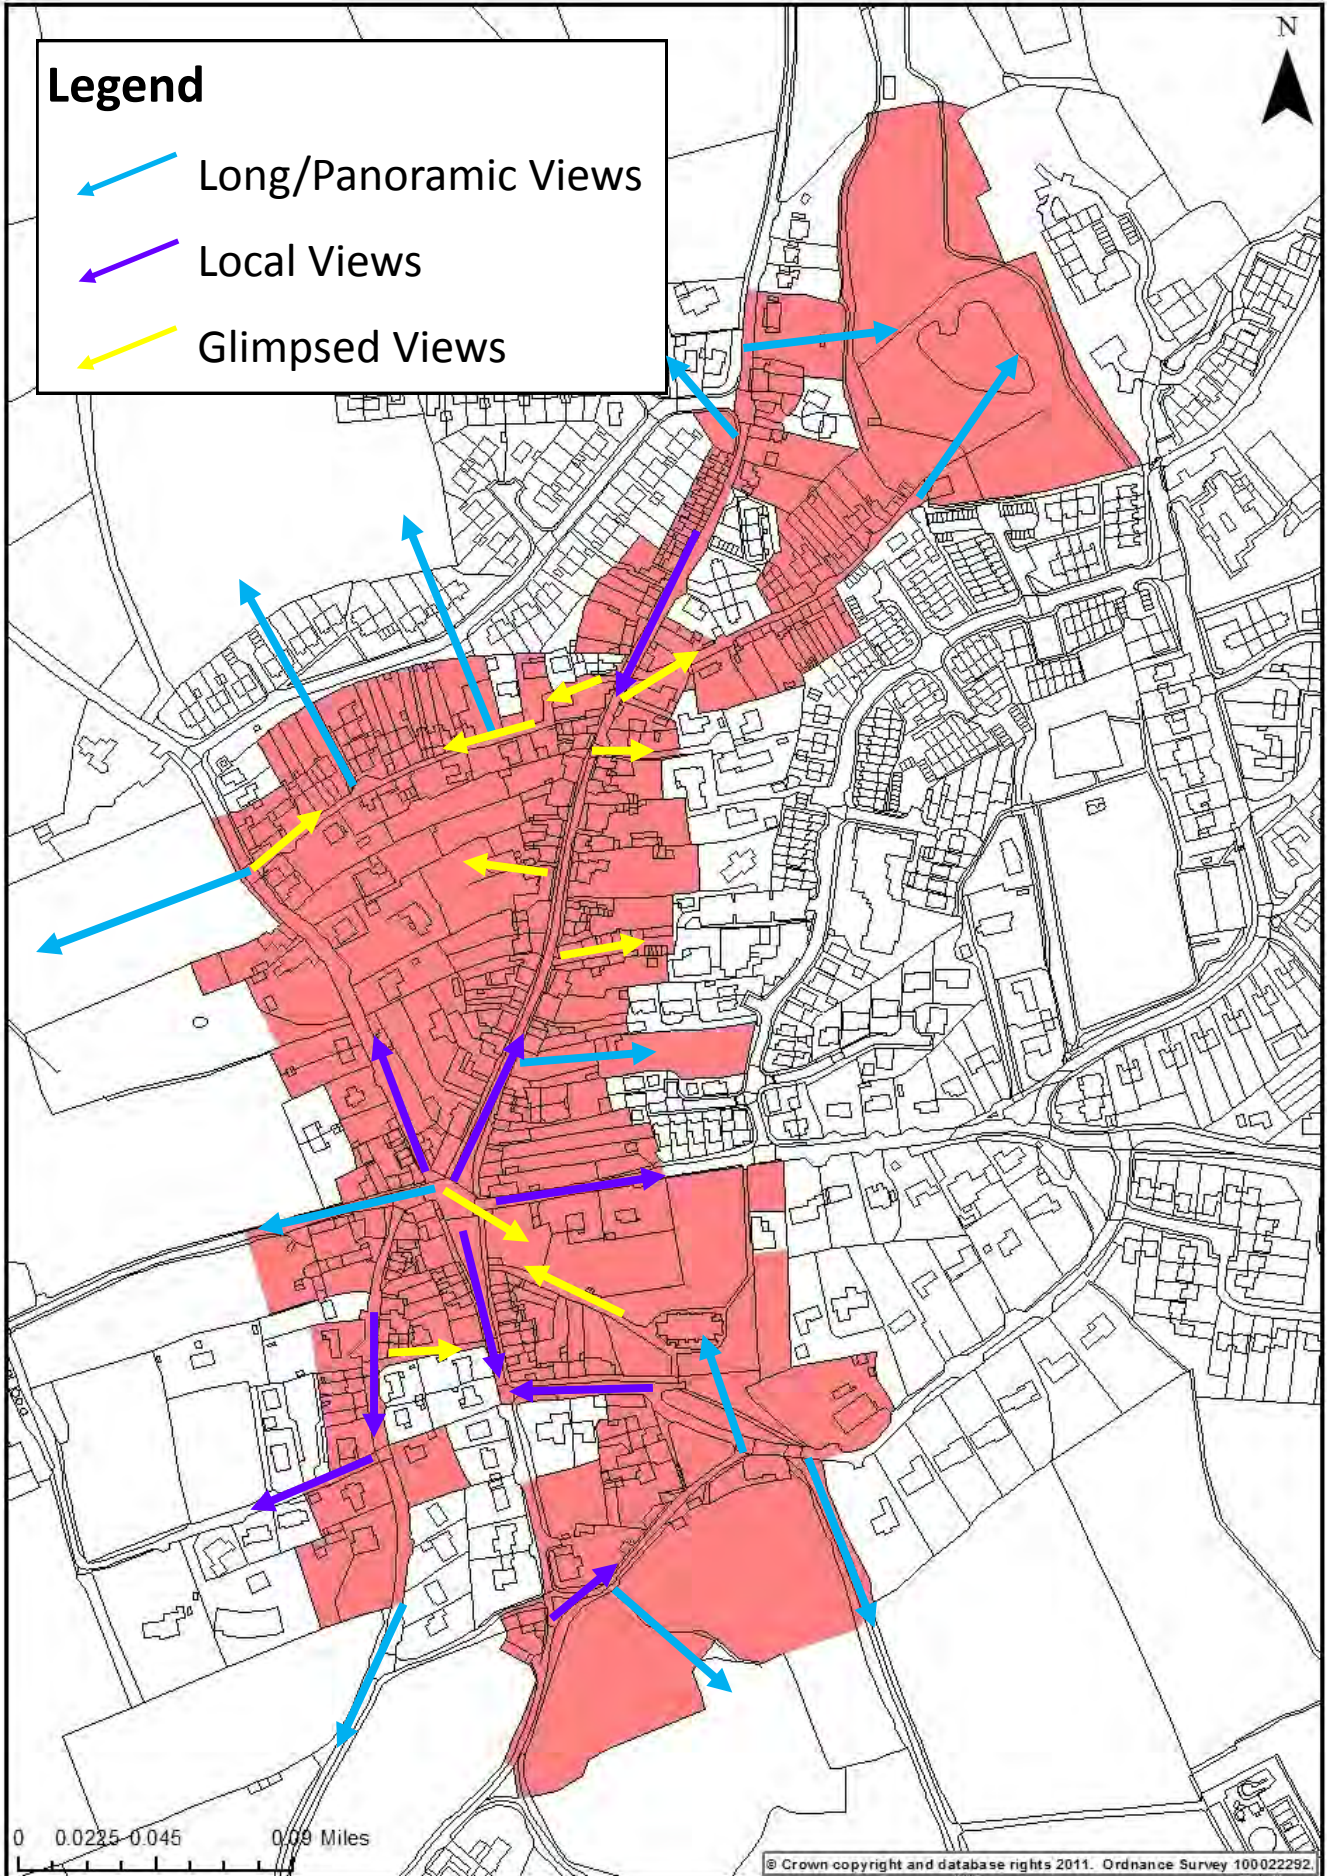 N
Legend
Long/Panoramic Views
Local Views
Glimpsed Views
0 0.0225 0.045 0.09 Miles
© Crown copyright and database rights 2011. Ordnance Survey 100022292.